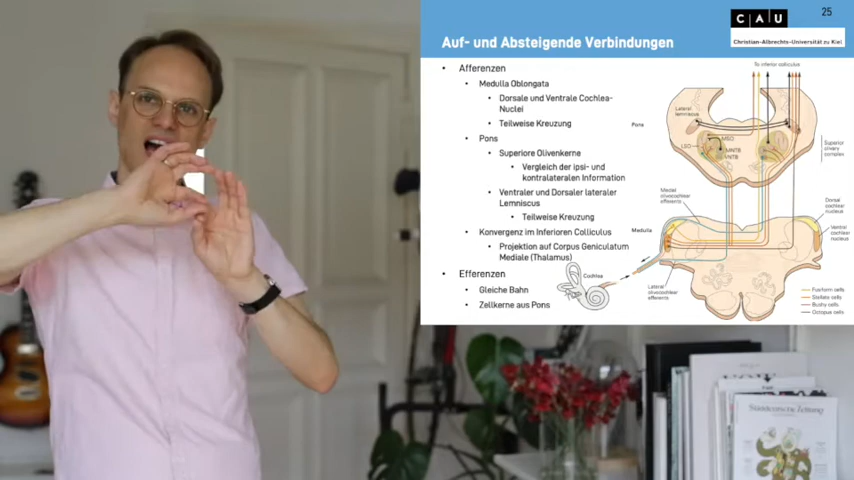 CAU
Christian-Albrechts-Universität zu Kiel
25
Auf- und Absteigende Verbindungen
• Afferenzen
• Medulla Oblongata
• Dorsale und Ventrale Cochlea-
Nuclei
• Teilweise Kreuzung
• Pons
• Superiore Olivenkerne
• Vergleich der ipsi- und
kontralateralen Information
• Ventraler und Dorsaler lateraler
Lemniscus
• Teilweise Kreuzung
• Konvergenz im Inferioren Colliculus
• Projektion auf Corpus Geniculatum
Mediale (Thalamus)
• Efferenzen
• Gleiche Bahn
• Zellkerne aus Pons
To inferior colliculus
Lateral
lemniscus
Pons
MSO
LSO
MNTB
VNTB
Superior
olivary
complex
Medial
olivocochlear
efferents
Dorsal
cochlear
nucleus
Medulla
Ventral
cochlear
nucleus
Cochlea
Lateral
olivocochlear
efferents
Fusiform cells
Stellate cells
Bushy cells
Octopus cells
Süddeutsche Zeitung